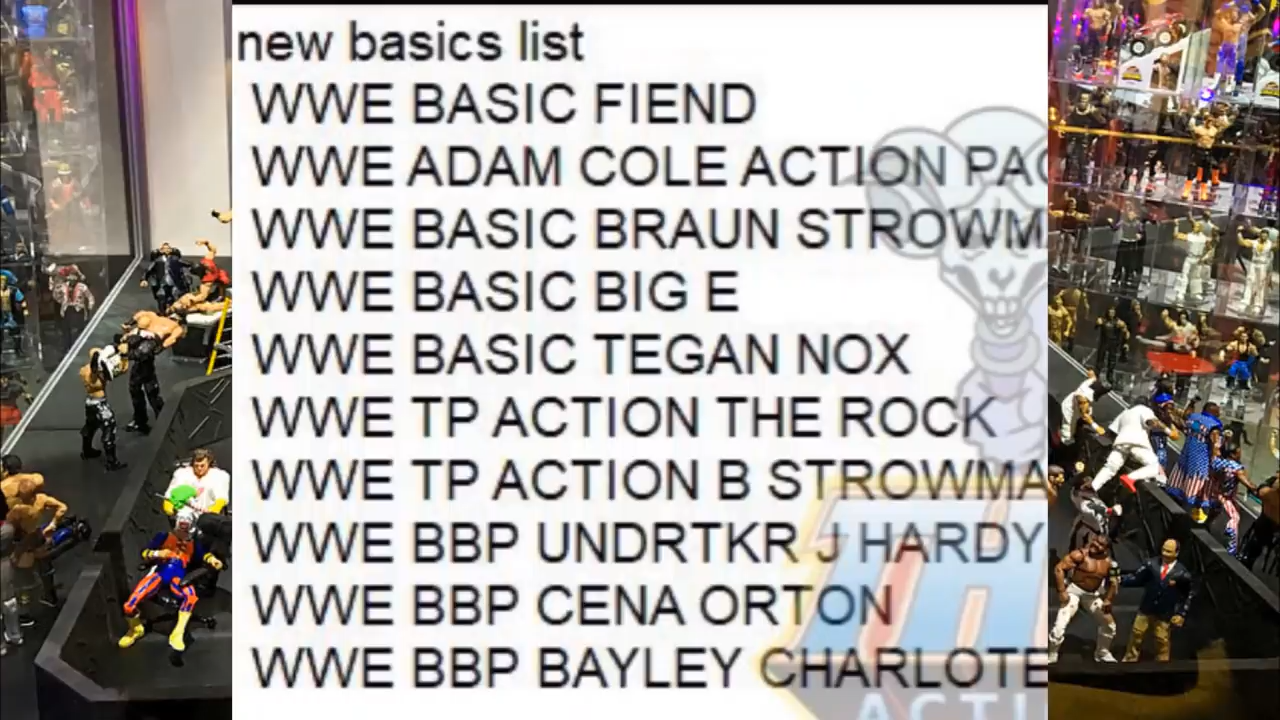 new basics list
WWE BASIC FIEND
WWE ADAM COLE ACTION PAC
WWE BASIC BRAUN STROWM
WWE BASIC BIG E
WWE BASIC TEGAN NOX
WWE TP ACTION THE ROCK
WWE TP ACTION B STROWMA
WWE BBP UNDRTKR J HARDY
WWE BBP CENA ORTON
WWE BBP BAYLEY CHARLOTE
ACTI